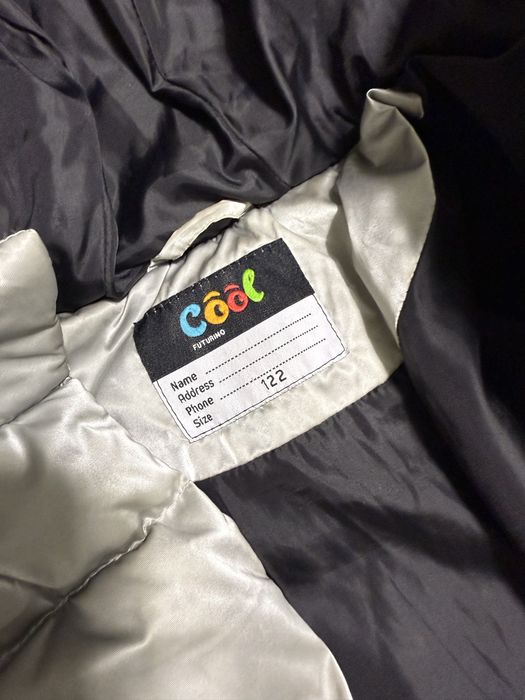 Cool
FUTURINO
Name ....................
Address ....................
Phone ....................
Size 122